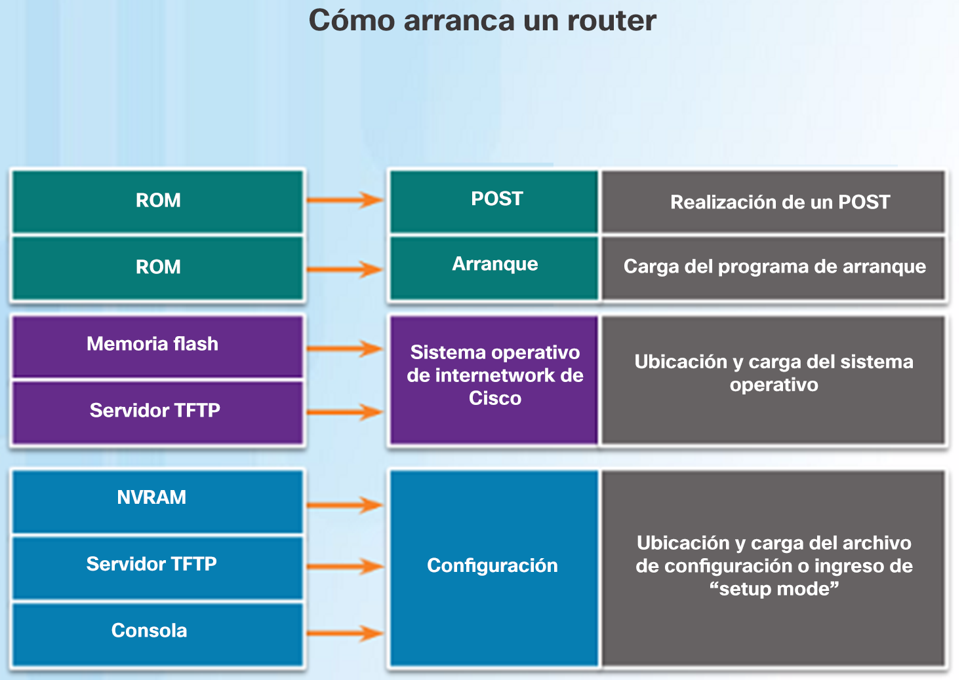 Cómo arranca un router
ROM
POST
Realización de un POST
ROM
Arranque
Carga del programa de arranque
Memoria flash
Servidor TFTP
Sistema operativo
de internetwork de
Cisco
Ubicación y carga del sistema
operativo
NVRAM
Servidor TFTP
Consola
Configuración
Ubicación y carga del archivo
de configuración o ingreso de
“setup mode”